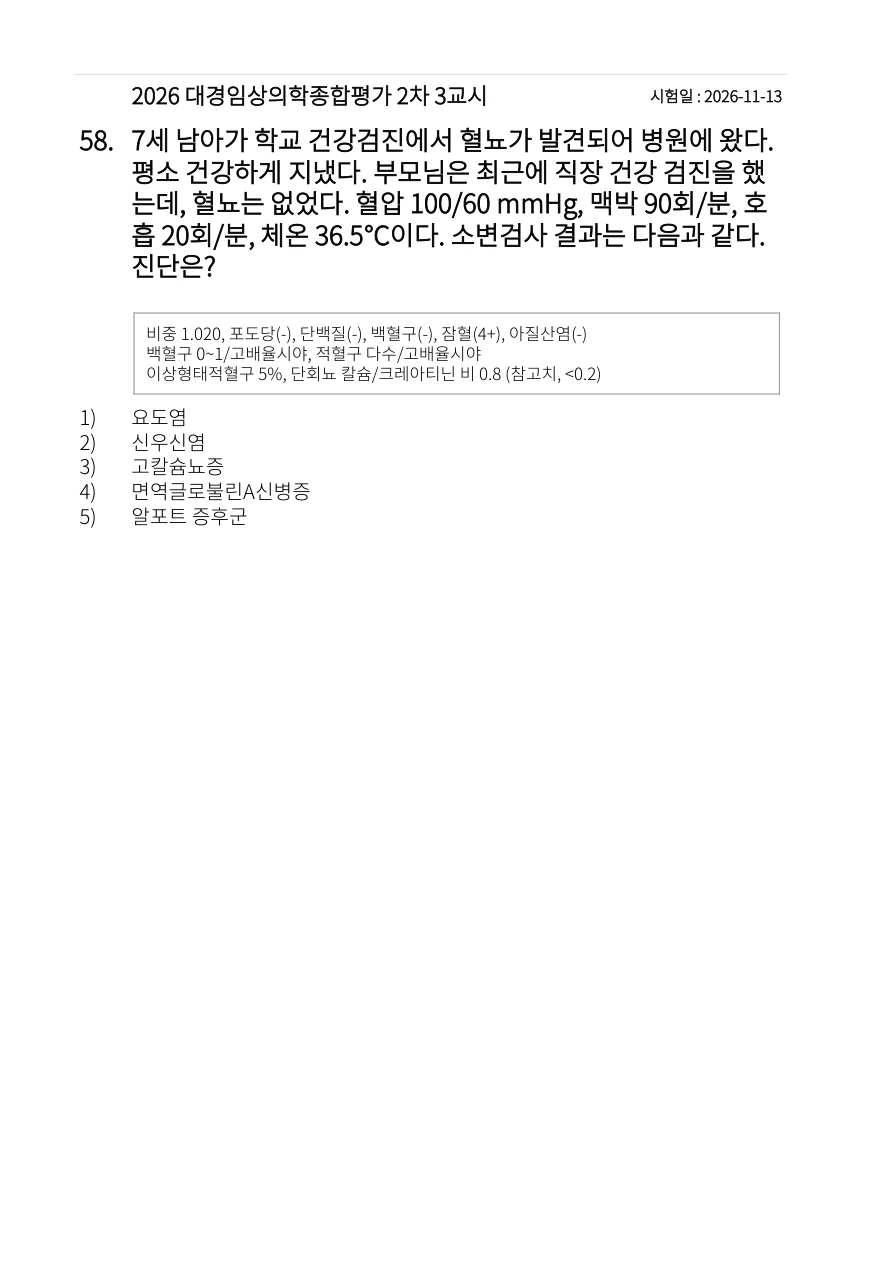 2026 대경임상의학종합평가 2차 3교시
시험일 : 2026-11-13
58. 7세 남아가 학교 건강검진에서 혈뇨가 발견되어 병원에 왔다.
평소 건강하게 지냈다. 부모님은 최근에 직장 건강 검진을 했
는데, 혈뇨는 없었다. 혈압 100/60 mmHg, 맥박 90회/분, 호
흡 20회/분, 체온 36.5℃이다. 소변검사 결과는 다음과 같다.
진단은?
비중 1.020, 포도당(-), 단백질(-), 백혈구(-), 잠혈(4+), 아질산염(-)
백혈구 0~1/고배율시야, 적혈구 다수/고배율시야
이상형태적혈구 5%, 단회뇨 칼슘/크레아티닌 비 0.8 (참고치, <0.2)
1) 요도염
2) 신우신염
3) 고칼슘뇨증
4) 면역글로불린A신병증
5) 알포트 증후군